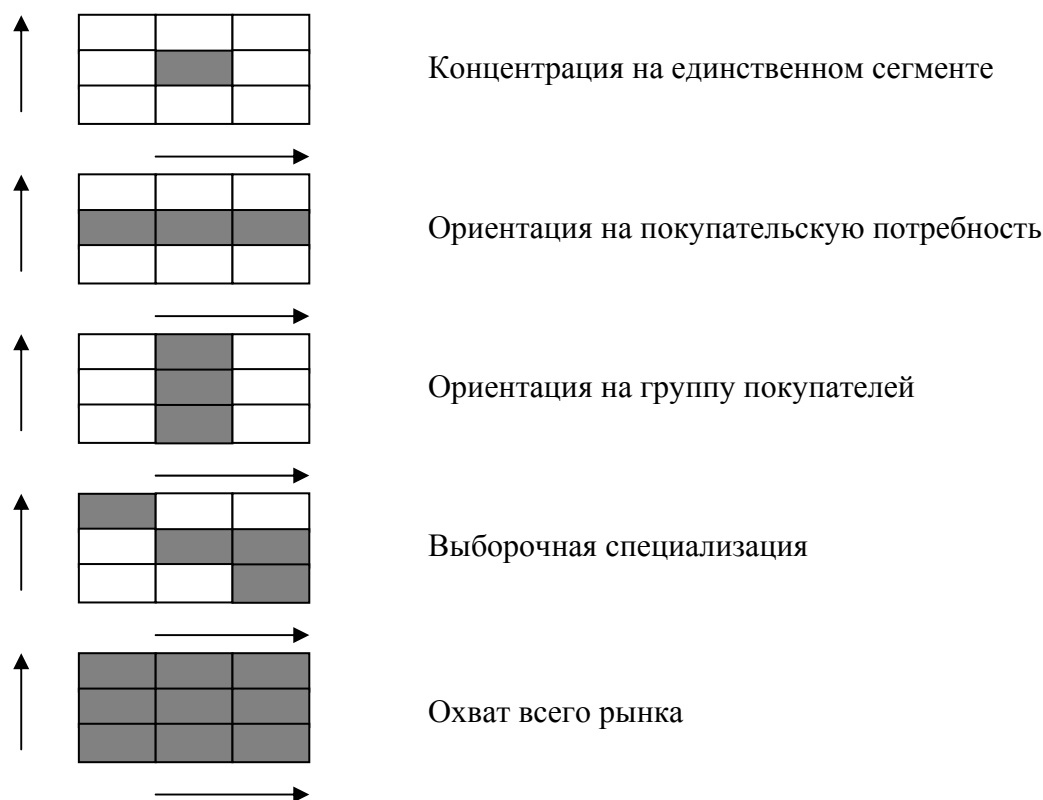 Концентрация на единственном сегменте
Ориентация на покупательскую потребность
Ориентация на группу покупателей
Выборочная специализация
Охват всего рынка